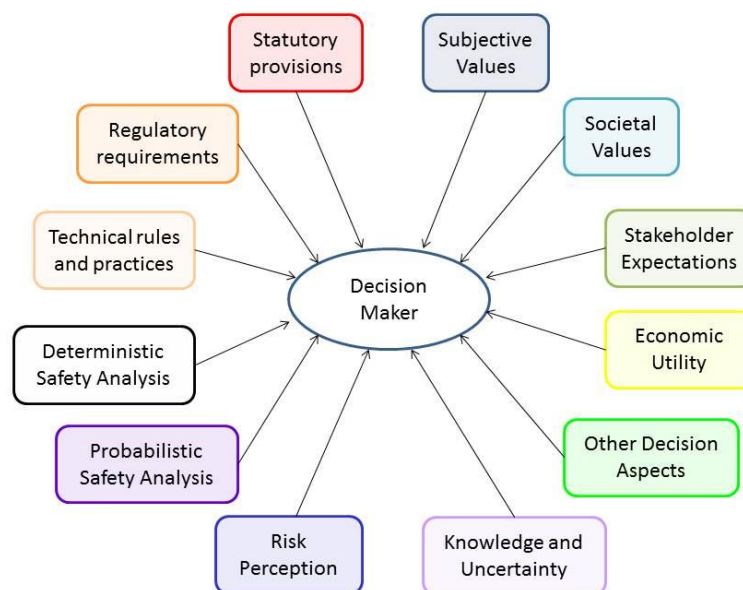 Statutory
provisions
Subjective
Values
Regulatory
requirements
Societal
Values
Technical rules
and practices
Stakeholder
Expectations
Decision
Maker
Deterministic
Safety Analysis
Economic
Utility
Probabilistic
Safety Analysis
Other Decision
Aspects
Risk
Perception
Knowledge and
Uncertainty